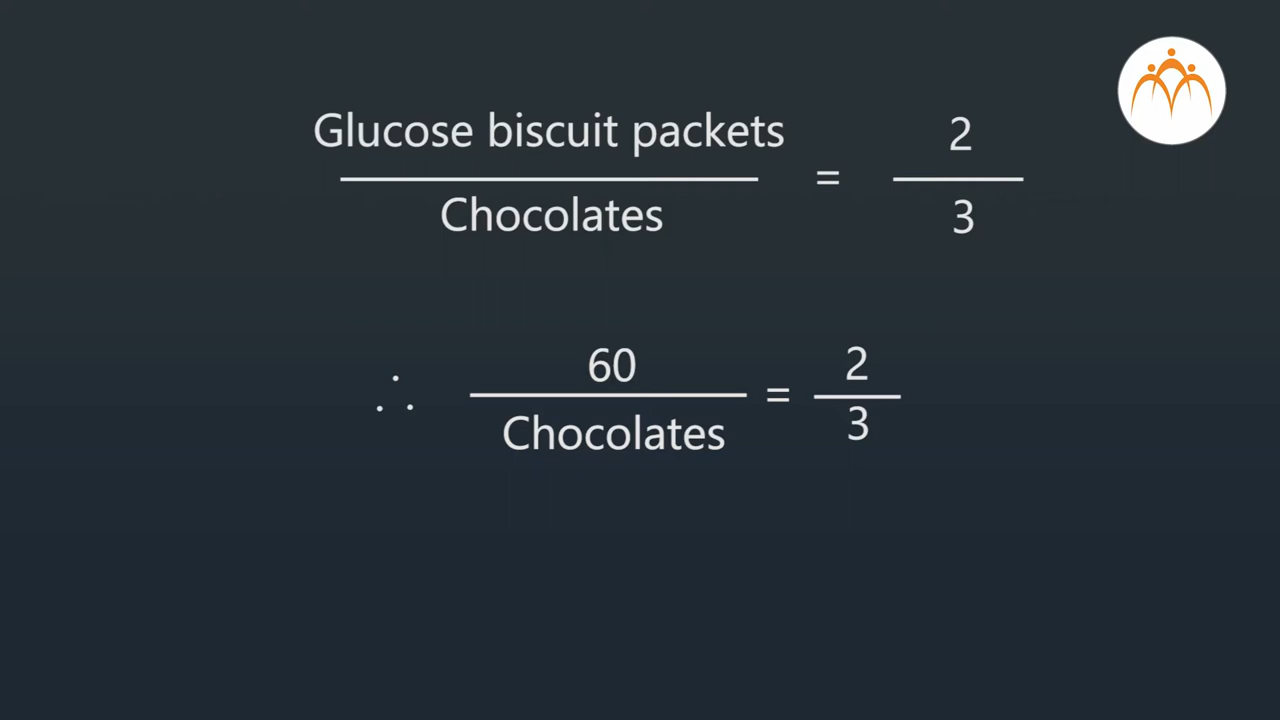 Glucose biscuit packets
= 2
Chocolates
3
60
2
∴ =
3
Chocolates